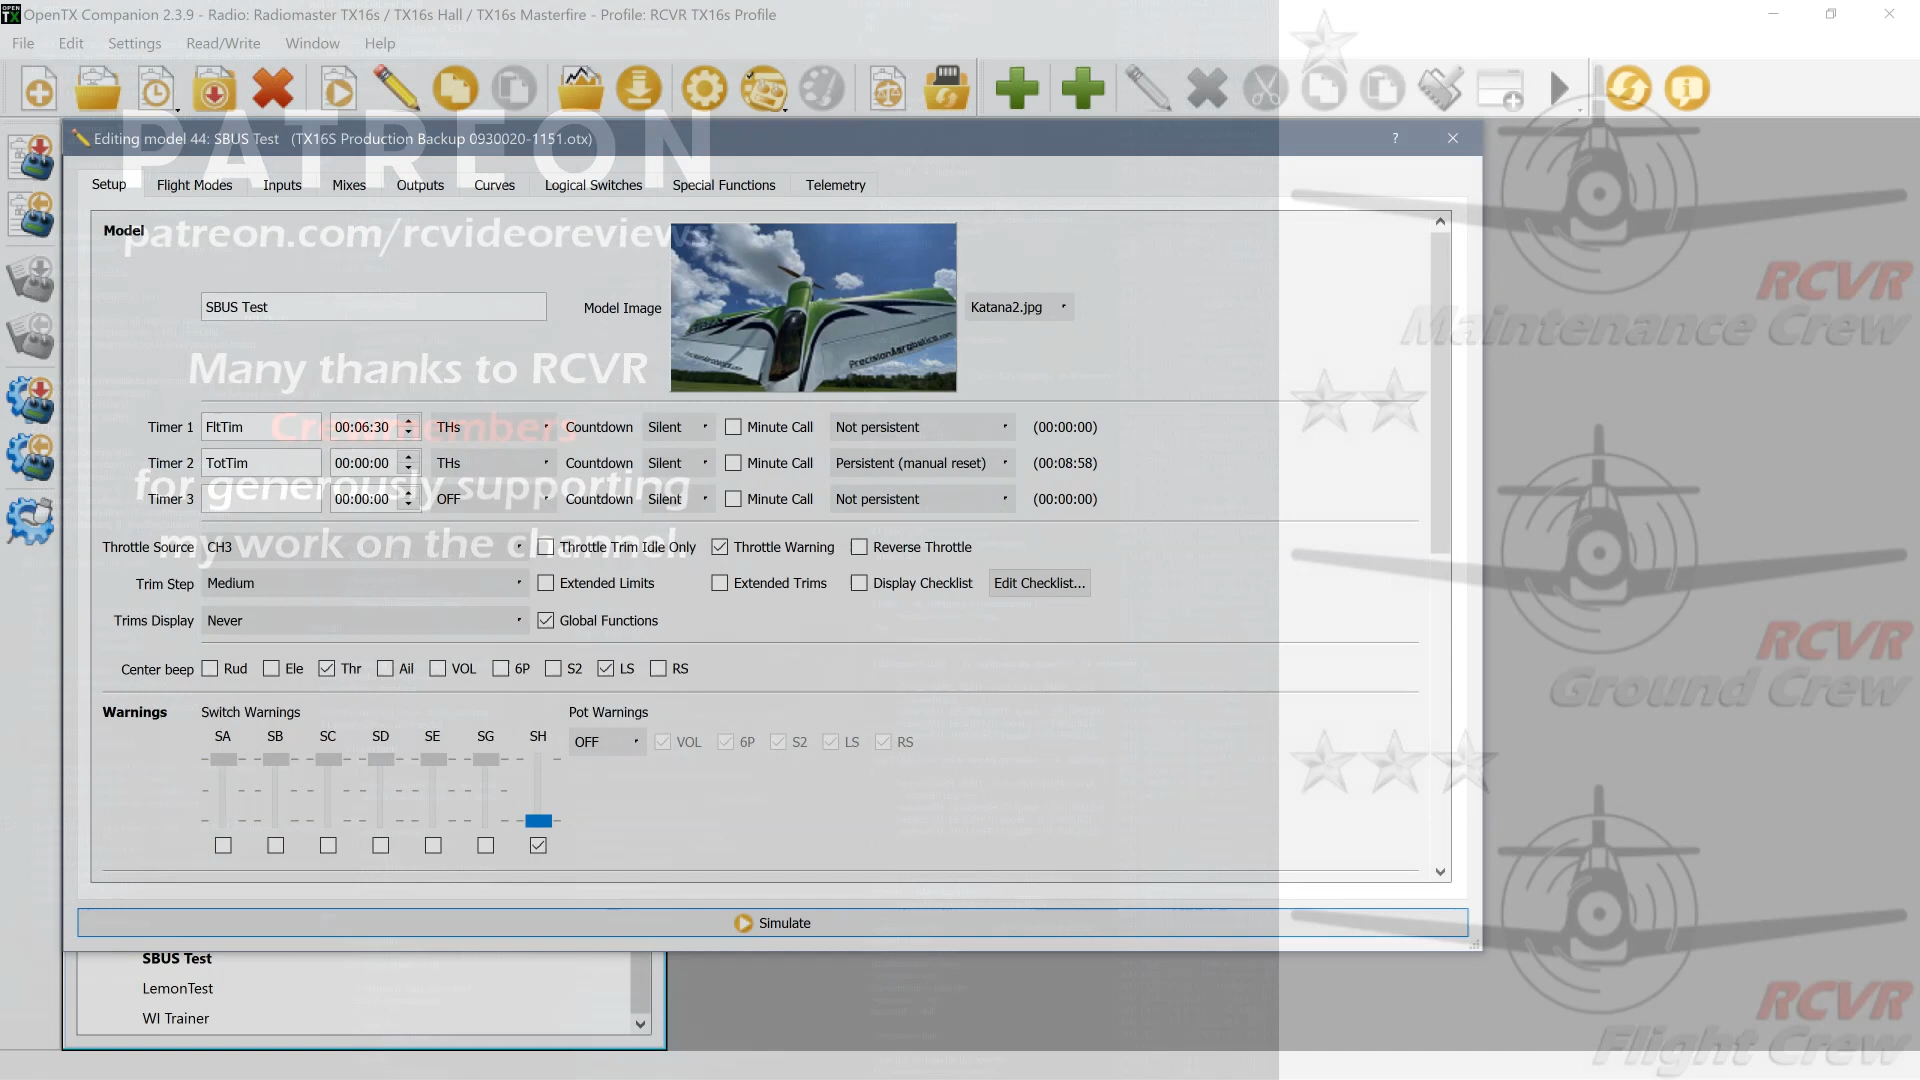 OpenTX Companion 2.3.9 - Radio: Radiomaster TX16s / TX16s Hall / TX16s Masterfire - Profile: RCVR TX16s Profile
File Edit Settings Read/Write Window Help
PATREON
Editing model 44: SBUS Test (TX16S Production Backup 0930020-1151.otx)
Setup Flight Modes Inputs Mixes Outputs Curves Logical Switches Special Functions Telemetry
Model
patreon.com/rcvideoreviews
SBUS Test Model Image Katana2.jpg
PrecisionAerobatics.com
Many thanks to RCVR
Crewmembers
for generously supporting
my work on the channel.
Timer 1 FltTim 00:06:30 THs Countdown Silent Minute Call Not persistent (00:00:00)
Timer 2 TotTim 00:00:00 THs Countdown Silent Minute Call Persistent (manual reset) (00:08:58)
Timer 3 00:00:00 OFF Countdown Silent Minute Call Not persistent (00:00:00)
Throttle Source CH3 Throttle Trim Idle Only Throttle Warning Reverse Throttle
Trim Step Medium Extended Limits Extended Trims Display Checklist Edit Checklist...
Trims Display Never Global Functions
Center beep Rud Ele Thr Ail VOL 6P S2 LS RS
Warnings Switch Warnings Pot Warnings
SA SB SC SD SE SG SH
OFF VOL 6P S2 LS RS
Simulate
SBUS Test
LemonTest
WI Trainer
RCVR
Maintenance Crew
RCVR
Ground Crew
RCVR
Flight Crew